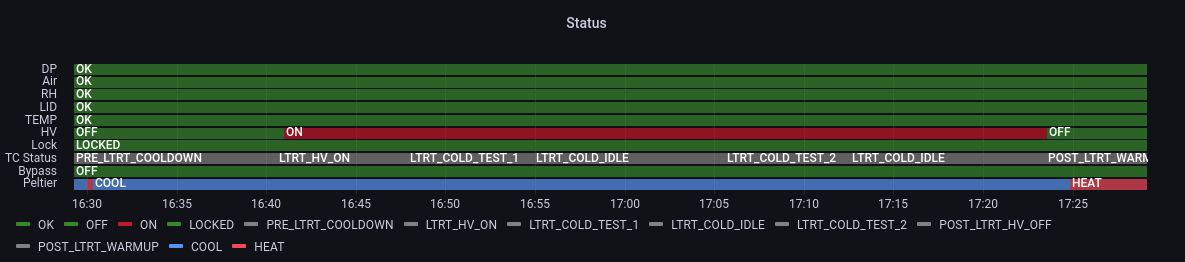 Status
DP OK
Air OK
RH OK
LID OK
TEMP OK
HV OFF ON OFF
Lock LOCKED
TC Status PRE_LTRT_COOLDOWN LTRT_HV_ON LTRT_COLD_TEST_1 LTRT_COLD_IDLE LTRT_COLD_TEST_2 LTRT_COLD_IDLE POST_LTRT_WARM
Bypass OFF
Peltier COOL HEAT
16:30 16:35 16:40 16:45 16:50 16:55 17:00 17:05 17:10 17:15 17:20 17:25
OK OFF ON LOCKED PRE_LTRT_COOLDOWN LTRT_HV_ON LTRT_COLD_TEST_1 LTRT_COLD_IDLE LTRT_COLD_TEST_2 POST_LTRT_HV_OFF
POST_LTRT_WARMUP COOL HEAT